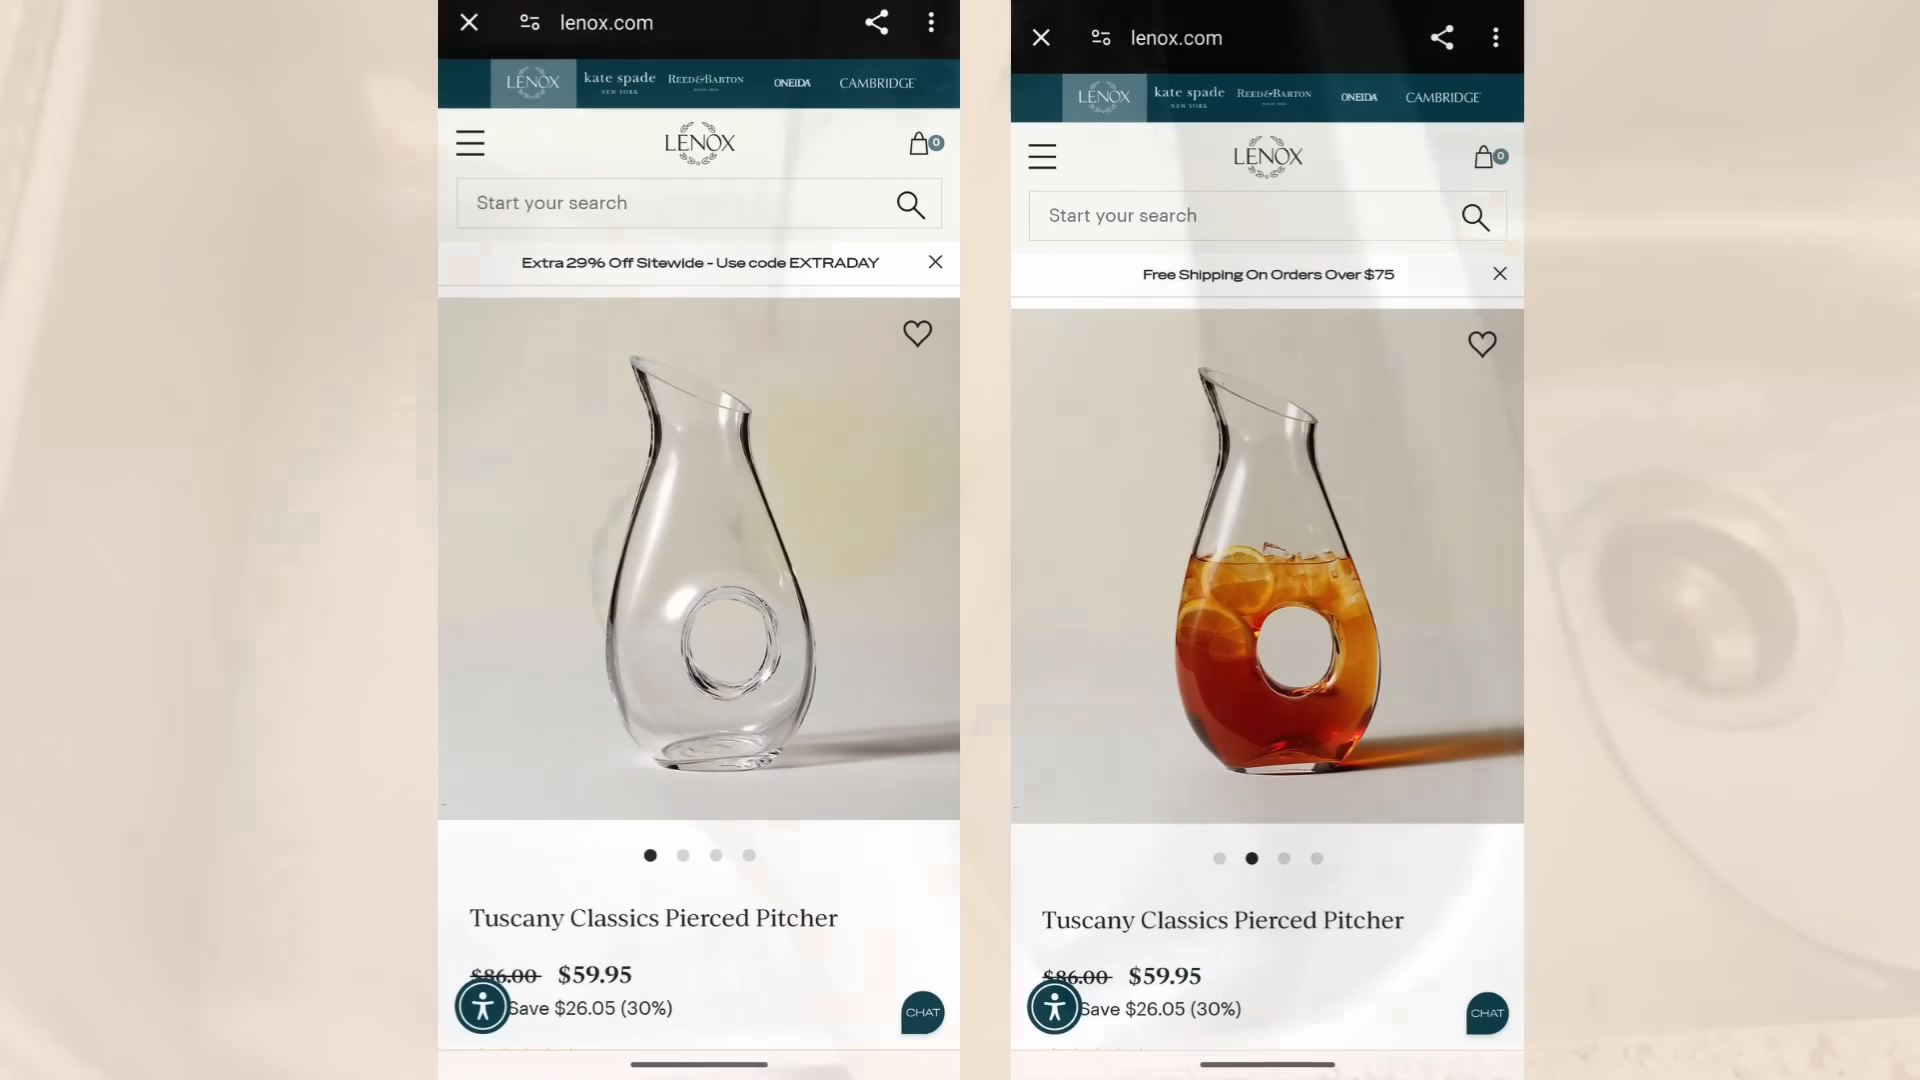 lenox.com
LENOX
kate spade
NEW YORK
REED & BARTON
ONEIDA
CAMBRIDGE
LENOX
0
Start your search
Extra 29% Off Sitewide - Use code EXTRADAY
Tuscany Classics Pierced Pitcher
$86.00 $59.95
Save $26.05 (30%)
CHAT
lenox.com
LENOX
kate spade
NEW YORK
REED & BARTON
ONEIDA
CAMBRIDGE
LENOX
0
Start your search
Free Shipping On Orders Over $75
Tuscany Classics Pierced Pitcher
$86.00 $59.95
Save $26.05 (30%)
CHAT